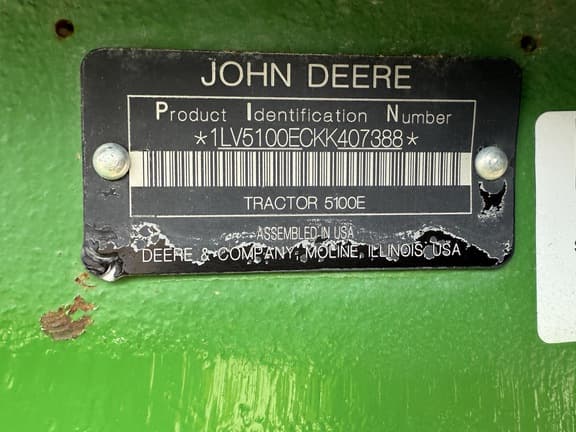 JOHN DEERE
Product Identification Number
*1LV5100ECKK407388*
TRACTOR 5100E
ASSEMBLED IN USA
DEERE & COMPANY, MOLINE, ILLINOIS, USA